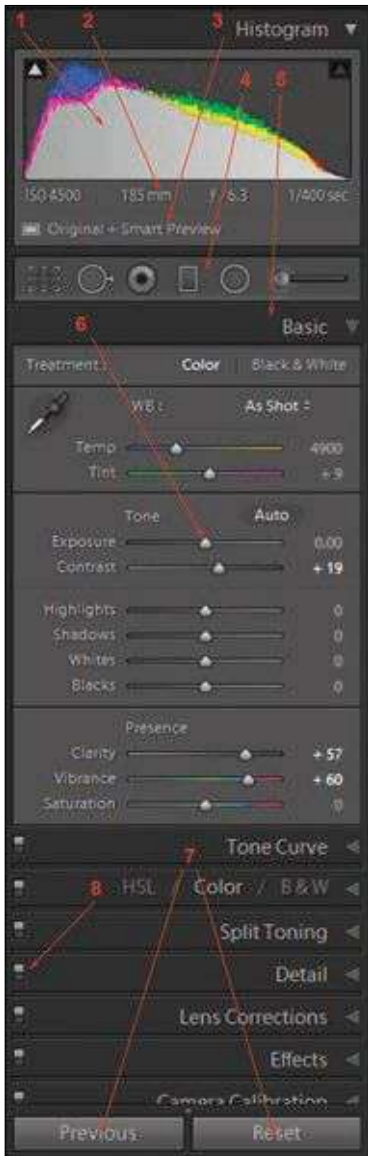 1 2 3
Histogram
4 5
ISO 4500 185 mm f / 6.3 1/400 sec
Original + Smart Preview
6 Basic
Treatment : Color Black & White
WB : As Shot
Temp 4900
Tint + 9
Tone Auto
Exposure 0.00
Contrast + 19
Highlights 0
Shadows 0
Whites 0
Blacks 0
Presence
Clarity + 57
Vibrance + 60
Saturation 0
7 Tone Curve
8 HSL / Color / B & W
Split Toning
Detail
Lens Corrections
Effects
Camera Calibration
Previous Reset